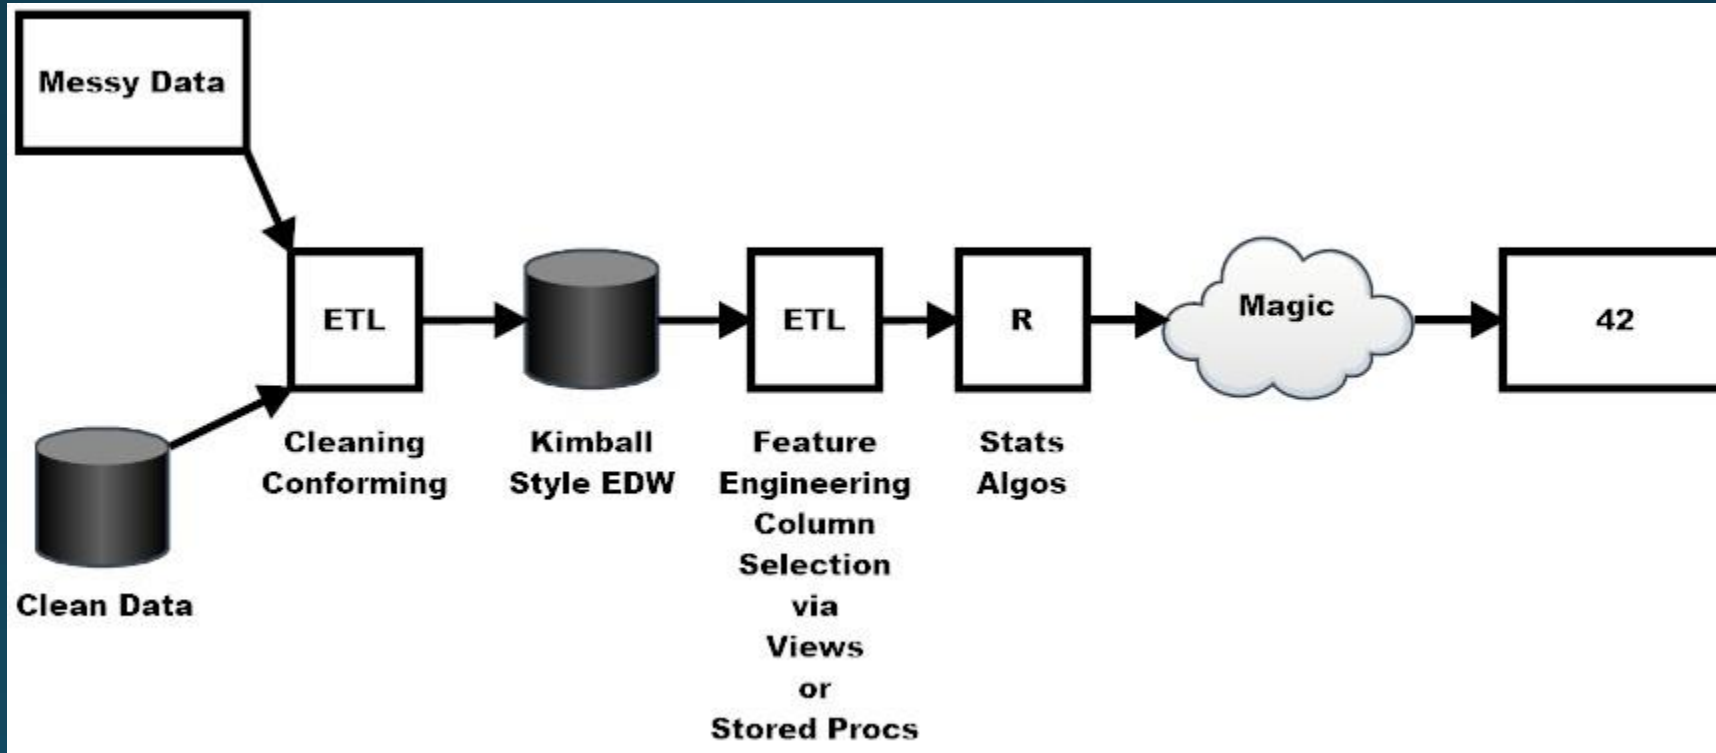 Messy Data
Clean Data
ETL
Cleaning
Conforming
Kimball
Style EDW
ETL
Feature
Engineering
Column
Selection
via
Views
or
Stored Procs
R
Stats
Algos
Magic
42